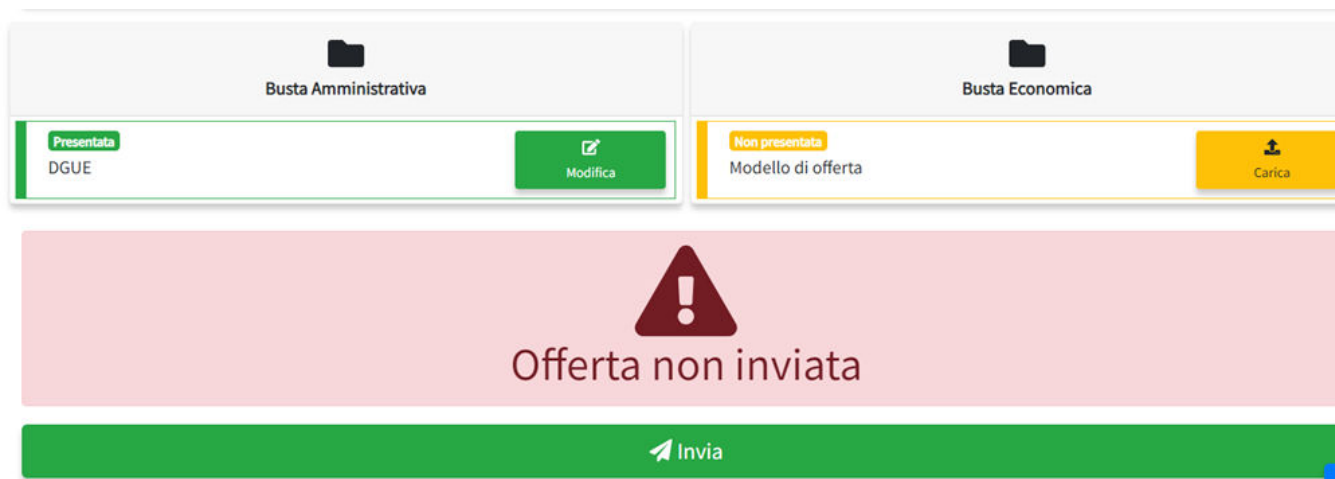 Busta Amministrativa
Presentata
DGUE
Modifica
Busta Economica
Non presentata
Modello di offerta
Carica
Offerta non inviata
Invia